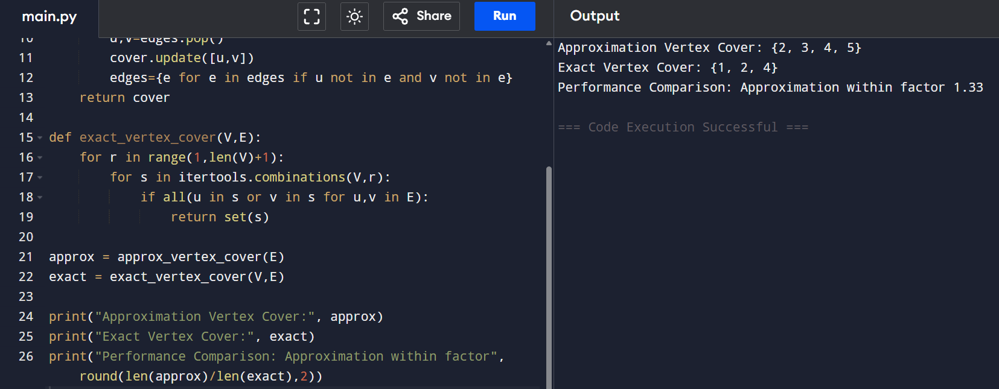 main.py
Share
Run
Output
10 u,v=edges.pop()
11 cover.update([u,v])
12 edges={e for e in edges if u not in e and v not in e}
13 return cover
14
15 def exact_vertex_cover(V,E):
16 for r in range(1,len(V)+1):
17 for s in itertools.combinations(V,r):
18 if all(u in s or v in s for u,v in E):
19 return set(s)
20
21 approx = approx_vertex_cover(E)
22 exact = exact_vertex_cover(V,E)
23
24 print("Approximation Vertex Cover:", approx)
25 print("Exact Vertex Cover:", exact)
26 print("Performance Comparison: Approximation within factor",
round(len(approx)/len(exact),2))
Approximation Vertex Cover: {2, 3, 4, 5}
Exact Vertex Cover: {1, 2, 4}
Performance Comparison: Approximation within factor 1.33
=== Code Execution Successful ===